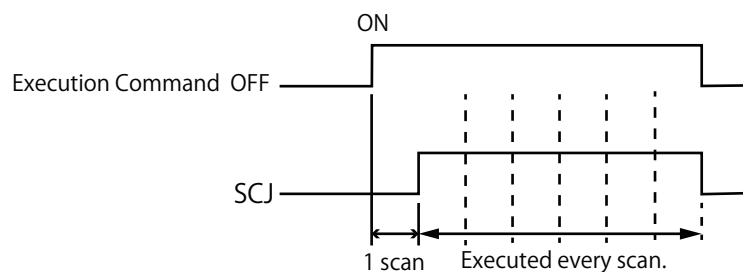 ON
Execution Command OFF
SCJ
1 scan
Executed every scan.